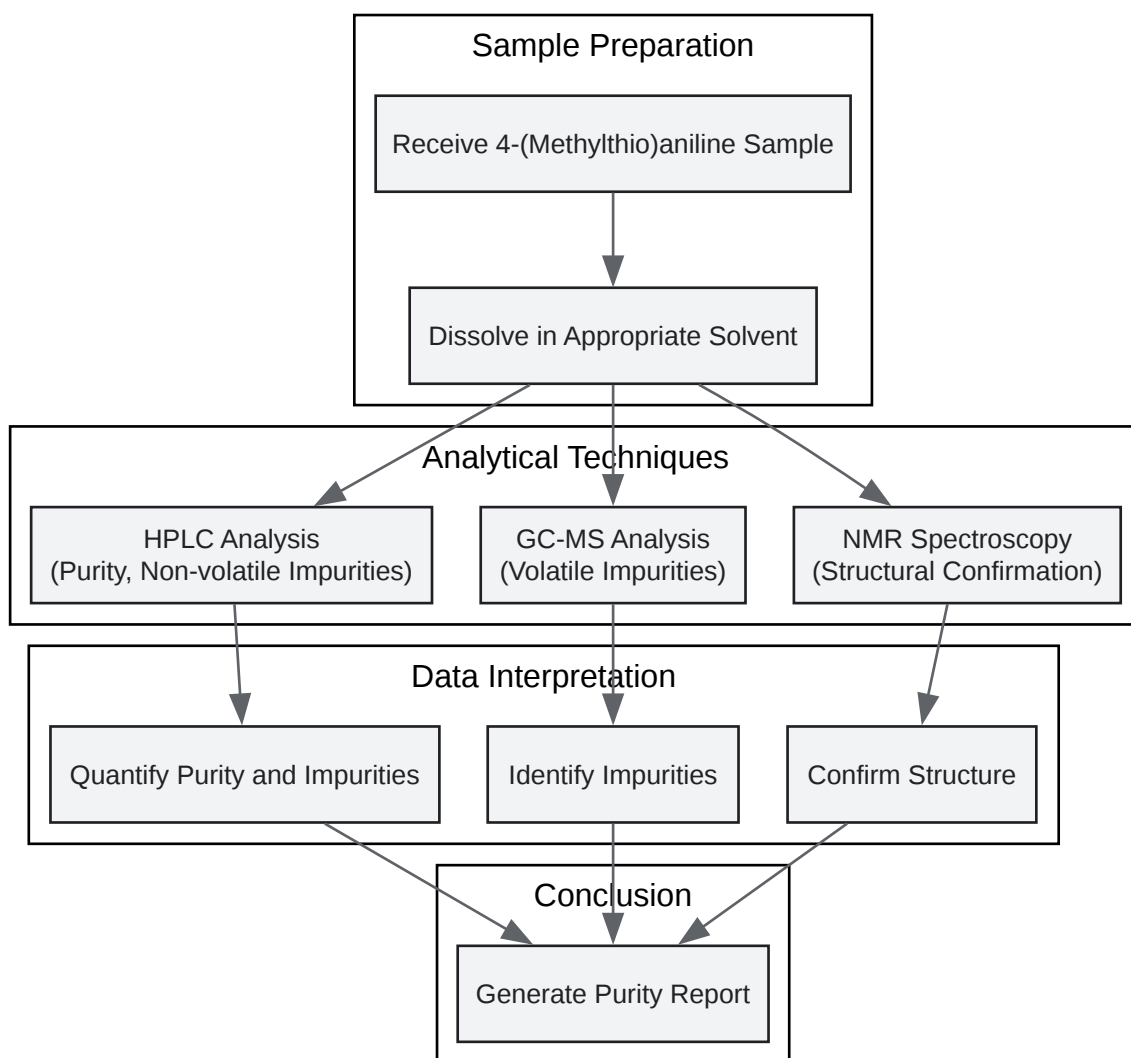 Sample Preparation
Receive 4-(Methylthio)aniline Sample
Dissolve in Appropriate Solvent
Analytical Techniques
HPLC Analysis
(Purity, Non-volatile Impurities)
GC-MS Analysis
(Volatile Impurities)
NMR Spectroscopy
(Structural Confirmation)
Data Interpretation
Quantify Purity and Impurities
Identify Impurities
Confirm Structure
Conclusion
Generate Purity Report